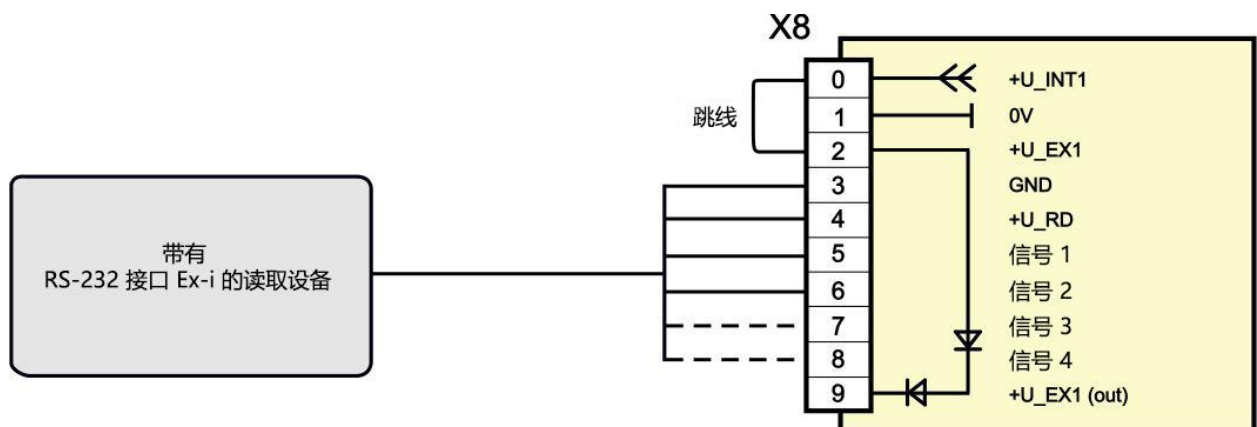 X8
跳线
带有
RS-232 接口 Ex-i 的读取设备
0 +U_INT1
1 0V
2 +U_EX1
3 GND
4 +U_RD
5 信号 1
6 信号 2
7 信号 3
8 信号 4
9 +U_EX1 (out)